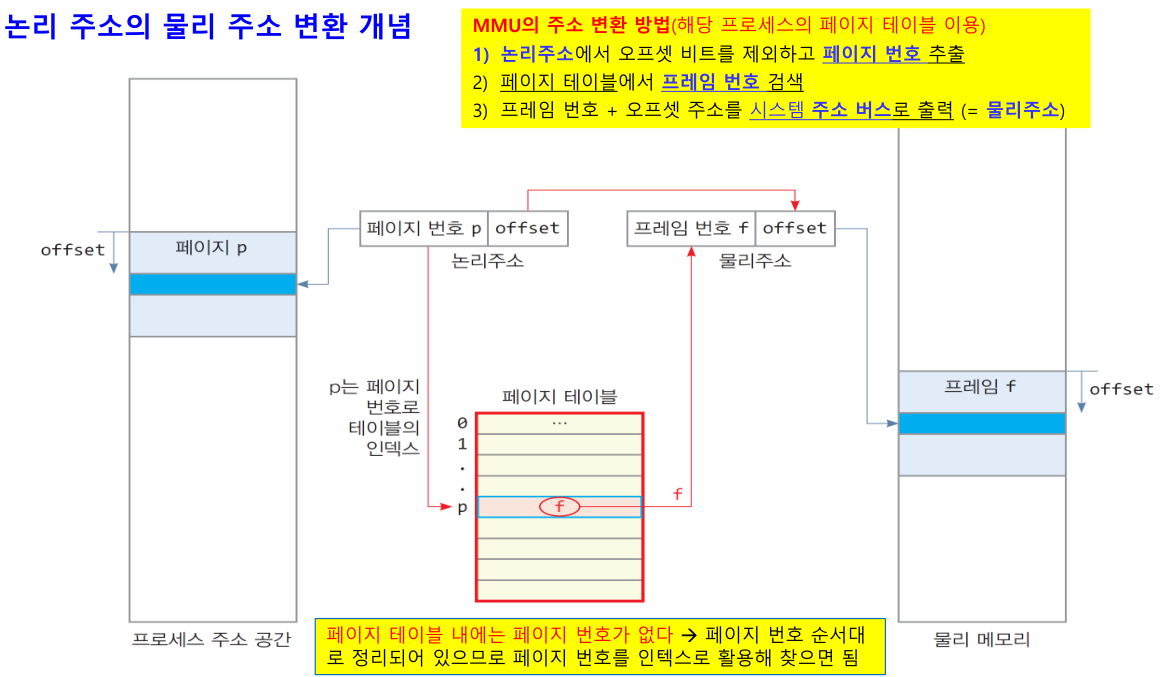 논리 주소의 물리 주소 변환 개념
MMU의 주소 변환 방법(해당 프로세스의 페이지 테이블 이용)
1) 논리주소에서 오프셋 비트를 제외하고 페이지 번호 추출
2) 페이지 테이블에서 프레임 번호 검색
3) 프레임 번호 + 오프셋 주소를 시스템 주소 버스로 출력 (= 물리주소)
offset
페이지 p
페이지 번호 p offset
논리주소
프레임 번호 f offset
물리주소
p는 페이지
번호로
테이블의
인덱스
페이지 테이블
0 ...
1
.
.
p f
f
프레임 f
offset
프로세스 주소 공간
물리 메모리
페이지 테이블 내에는 페이지 번호가 없다 → 페이지 번호 순서대
로 정리되어 있으므로 페이지 번호를 인텍스로 활용해 찾으면 됨